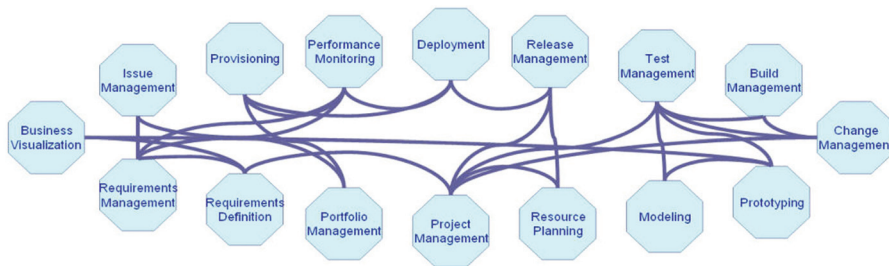 Issue
Management
Provisioning
Performance
Monitoring
Deployment
Release
Management
Test
Management
Build
Management
Business
Visualization
Change
Management
Requirements
Management
Requirements
Definition
Portfolio
Management
Project
Management
Resource
Planning
Modeling
Prototyping